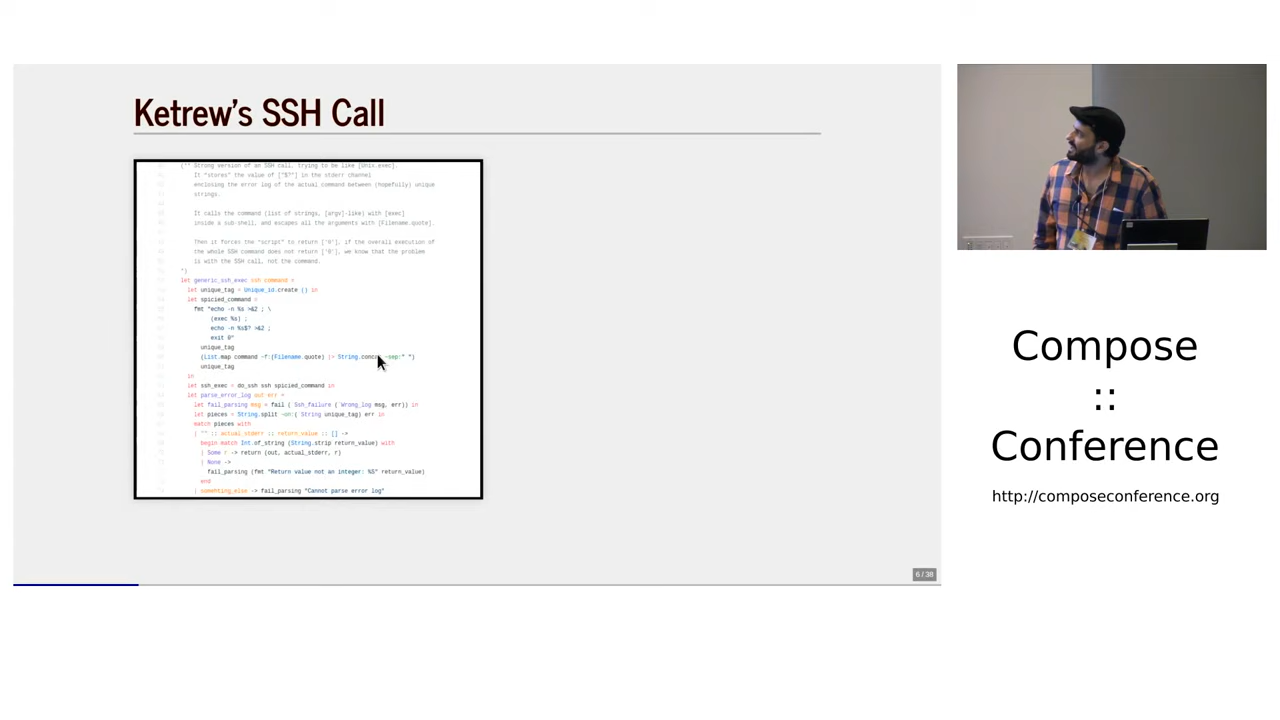 Ketrew's SSH Call
(** Strong version of an SSH call, trying to be like [Unix.exec].
It "stores" the value of ["$?"] in the stderr channel
enclosing the error log of the actual command between (hopefully) unique
strings.
It calls the command (list of strings, [argv]-like) with [exec]
inside a sub-shell, and escapes all the arguments with [Filename.quote].
Then it forces the "script" to return ['0'], if the overall execution of
the whole SSH command does not return ['0'], we know that the problem
is with the SSH call, not the command.
*)
let generic_ssh_exec ssh command =
let unique_tag = Unique_id.create () in
let spicied_command =
fmt "echo -n %s >&2 ; \
(exec %s) ;
echo -n %s$? >&2 ;
exit 0"
unique_tag
(List.map command ~f:(Filename.quote) |> String.concat ~sep:" ")
unique_tag
in
let ssh_exec = do_ssh ssh spicied_command in
let parse_error_log out err =
let fail_parsing msg = fail (`Ssh_failure (`Wrong_log msg, err)) in
let pieces = String.split ~on:(`String unique_tag) err in
match pieces with
| "" :: actual_stderr :: return_value :: [] ->
begin match Int.of_string (String.strip return_value) with
| Some r -> return (out, actual_stderr, r)
| None ->
fail_parsing (fmt "Return value not an integer: %S" return_value)
end
| somehting_else -> fail_parsing "Cannot parse error log"
6 / 38
Compose
::
Conference
http://composeconference.org